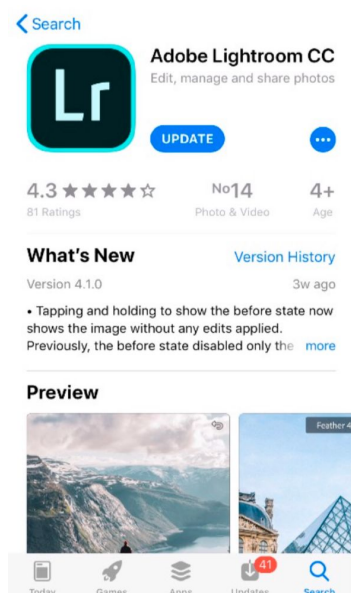 Search
Lr
Adobe Lightroom CC
Edit, manage and share photos
UPDATE
4.3 ★★★★☆ No14 4+
81 Ratings Photo & Video Age
What's New Version History
Version 4.1.0 3w ago
• Tapping and holding to show the before state now
shows the image without any edits applied.
Previously, the before state disabled only the more
Preview
Feather 4
41
Today Games Apps Updates Search